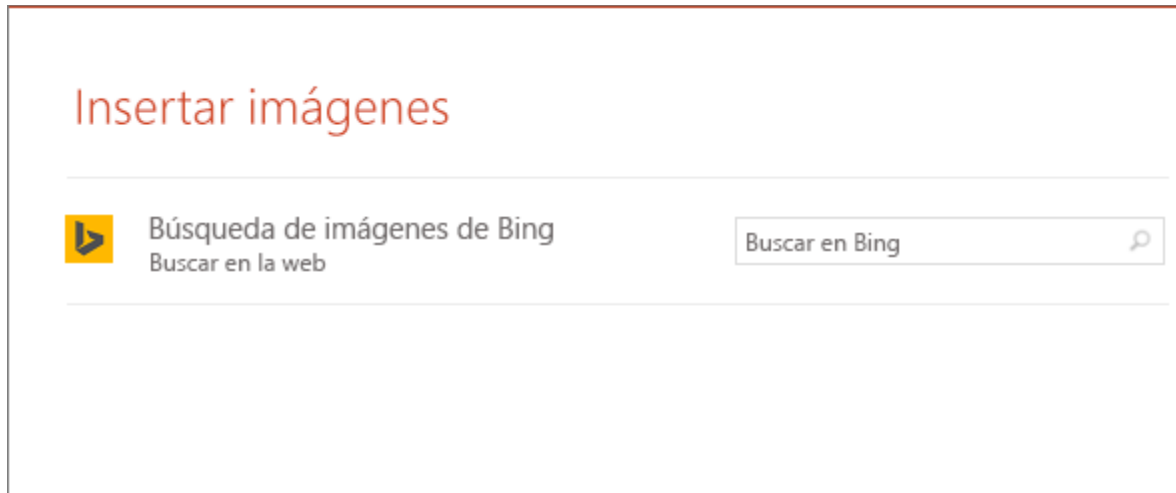 Insertar imágenes
Búsqueda de imágenes de Bing
Buscar en la web
Buscar en Bing